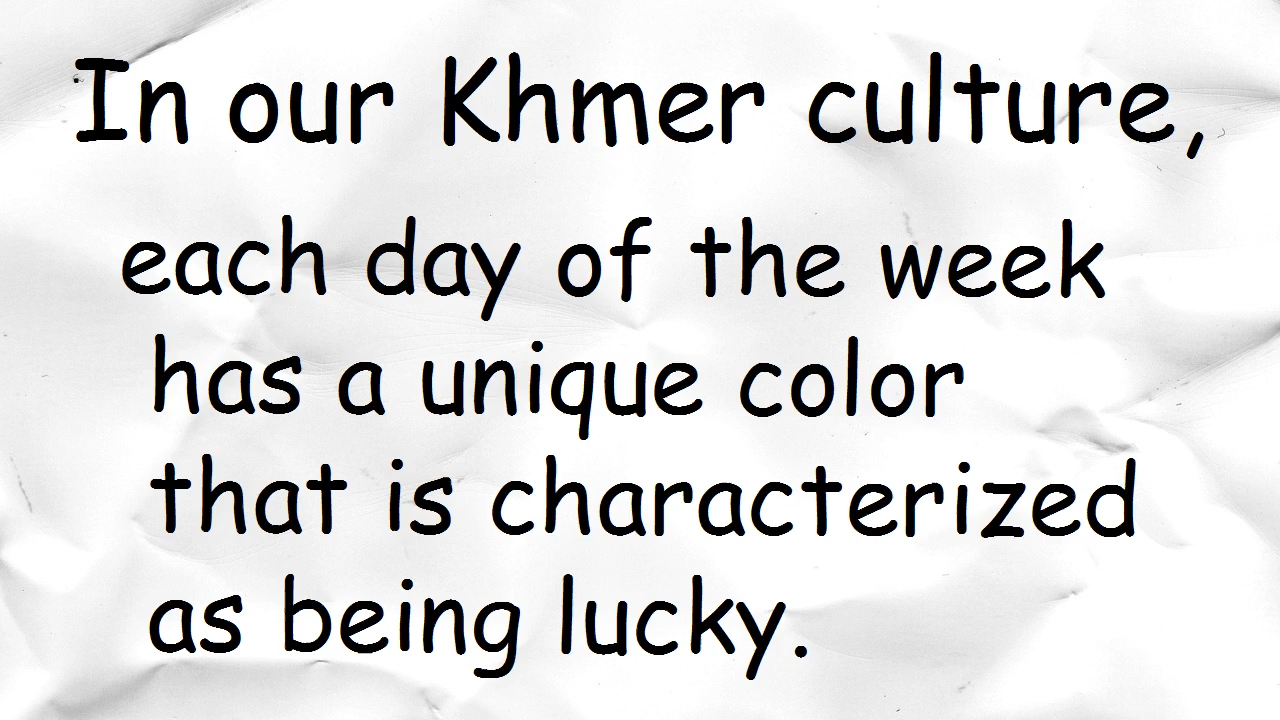 In our Khmer culture,
each day of the week
has a unique color
that is characterized
as being lucky.